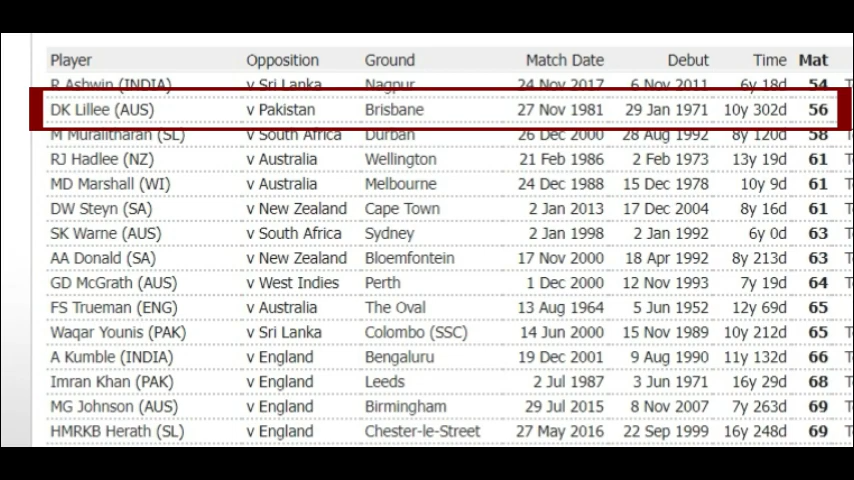 Player Opposition Ground Match Date Debut Time Mat
R Ashwin (INDIA) v Sri Lanka Nagpur 24 Nov 2017 6 Nov 2011 6y 18d 54
DK Lillee (AUS) v Pakistan Brisbane 27 Nov 1981 29 Jan 1971 10y 302d 56
M Muralitharan (SL) v South Africa Durban 26 Dec 2000 28 Aug 1992 8y 120d 58
RJ Hadlee (NZ) v Australia Wellington 21 Feb 1986 2 Feb 1973 13y 19d 61
MD Marshall (WI) v Australia Melbourne 24 Dec 1988 15 Dec 1978 10y 9d 61
DW Steyn (SA) v New Zealand Cape Town 2 Jan 2013 17 Dec 2004 8y 16d 61
SK Warne (AUS) v South Africa Sydney 2 Jan 1998 2 Jan 1992 6y 0d 63
AA Donald (SA) v New Zealand Bloemfontein 17 Nov 2000 18 Apr 1992 8y 213d 63
GD McGrath (AUS) v West Indies Perth 1 Dec 2000 12 Nov 1993 7y 19d 64
FS Trueman (ENG) v Australia The Oval 13 Aug 1964 5 Jun 1952 12y 69d 65
Waqar Younis (PAK) v Sri Lanka Colombo (SSC) 14 Jun 2000 15 Nov 1989 10y 212d 65
A Kumble (INDIA) v England Bengaluru 19 Dec 2001 9 Aug 1990 11y 132d 66
Imran Khan (PAK) v England Leeds 2 Jul 1987 3 Jun 1971 16y 29d 68
MG Johnson (AUS) v England Birmingham 29 Jul 2015 8 Nov 2007 7y 263d 69
HMRKB Herath (SL) v England Chester-le-Street 27 May 2016 22 Sep 1999 16y 248d 69